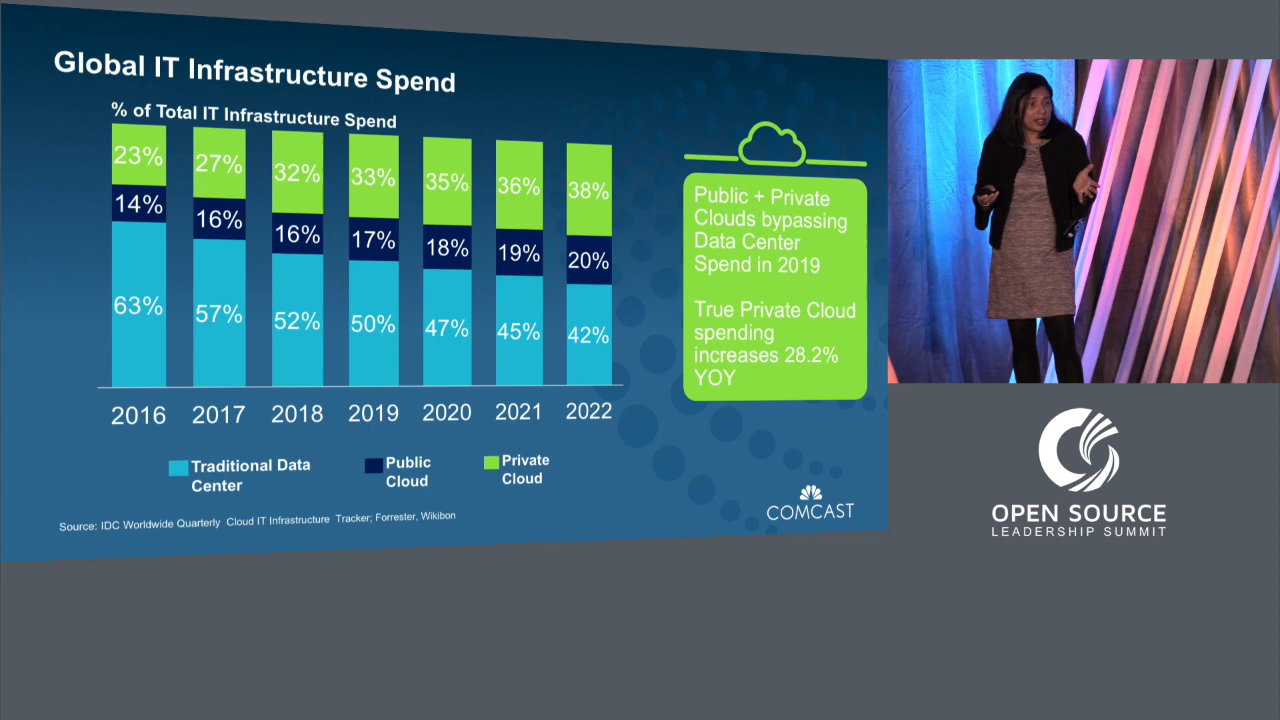 Global IT Infrastructure Spend
% of Total IT Infrastructure Spend
23% 27% 32% 33% 35% 36% 38%
14% 16% 16% 17% 18% 19% 20%
63% 57% 52% 50% 47% 45% 42%
2016 2017 2018 2019 2020 2021 2022
Traditional Data
Center
Public
Cloud
Private
Cloud
Source: IDC Worldwide Quarterly Cloud IT Infrastructure Tracker; Forrester, Wikibon
Public + Private
Clouds bypassing
Data Center
Spend in 2019
True Private Cloud
spending
increases 28.2%
YOY
COMCAST
OPEN SOURCE
LEADERSHIP SUMMIT